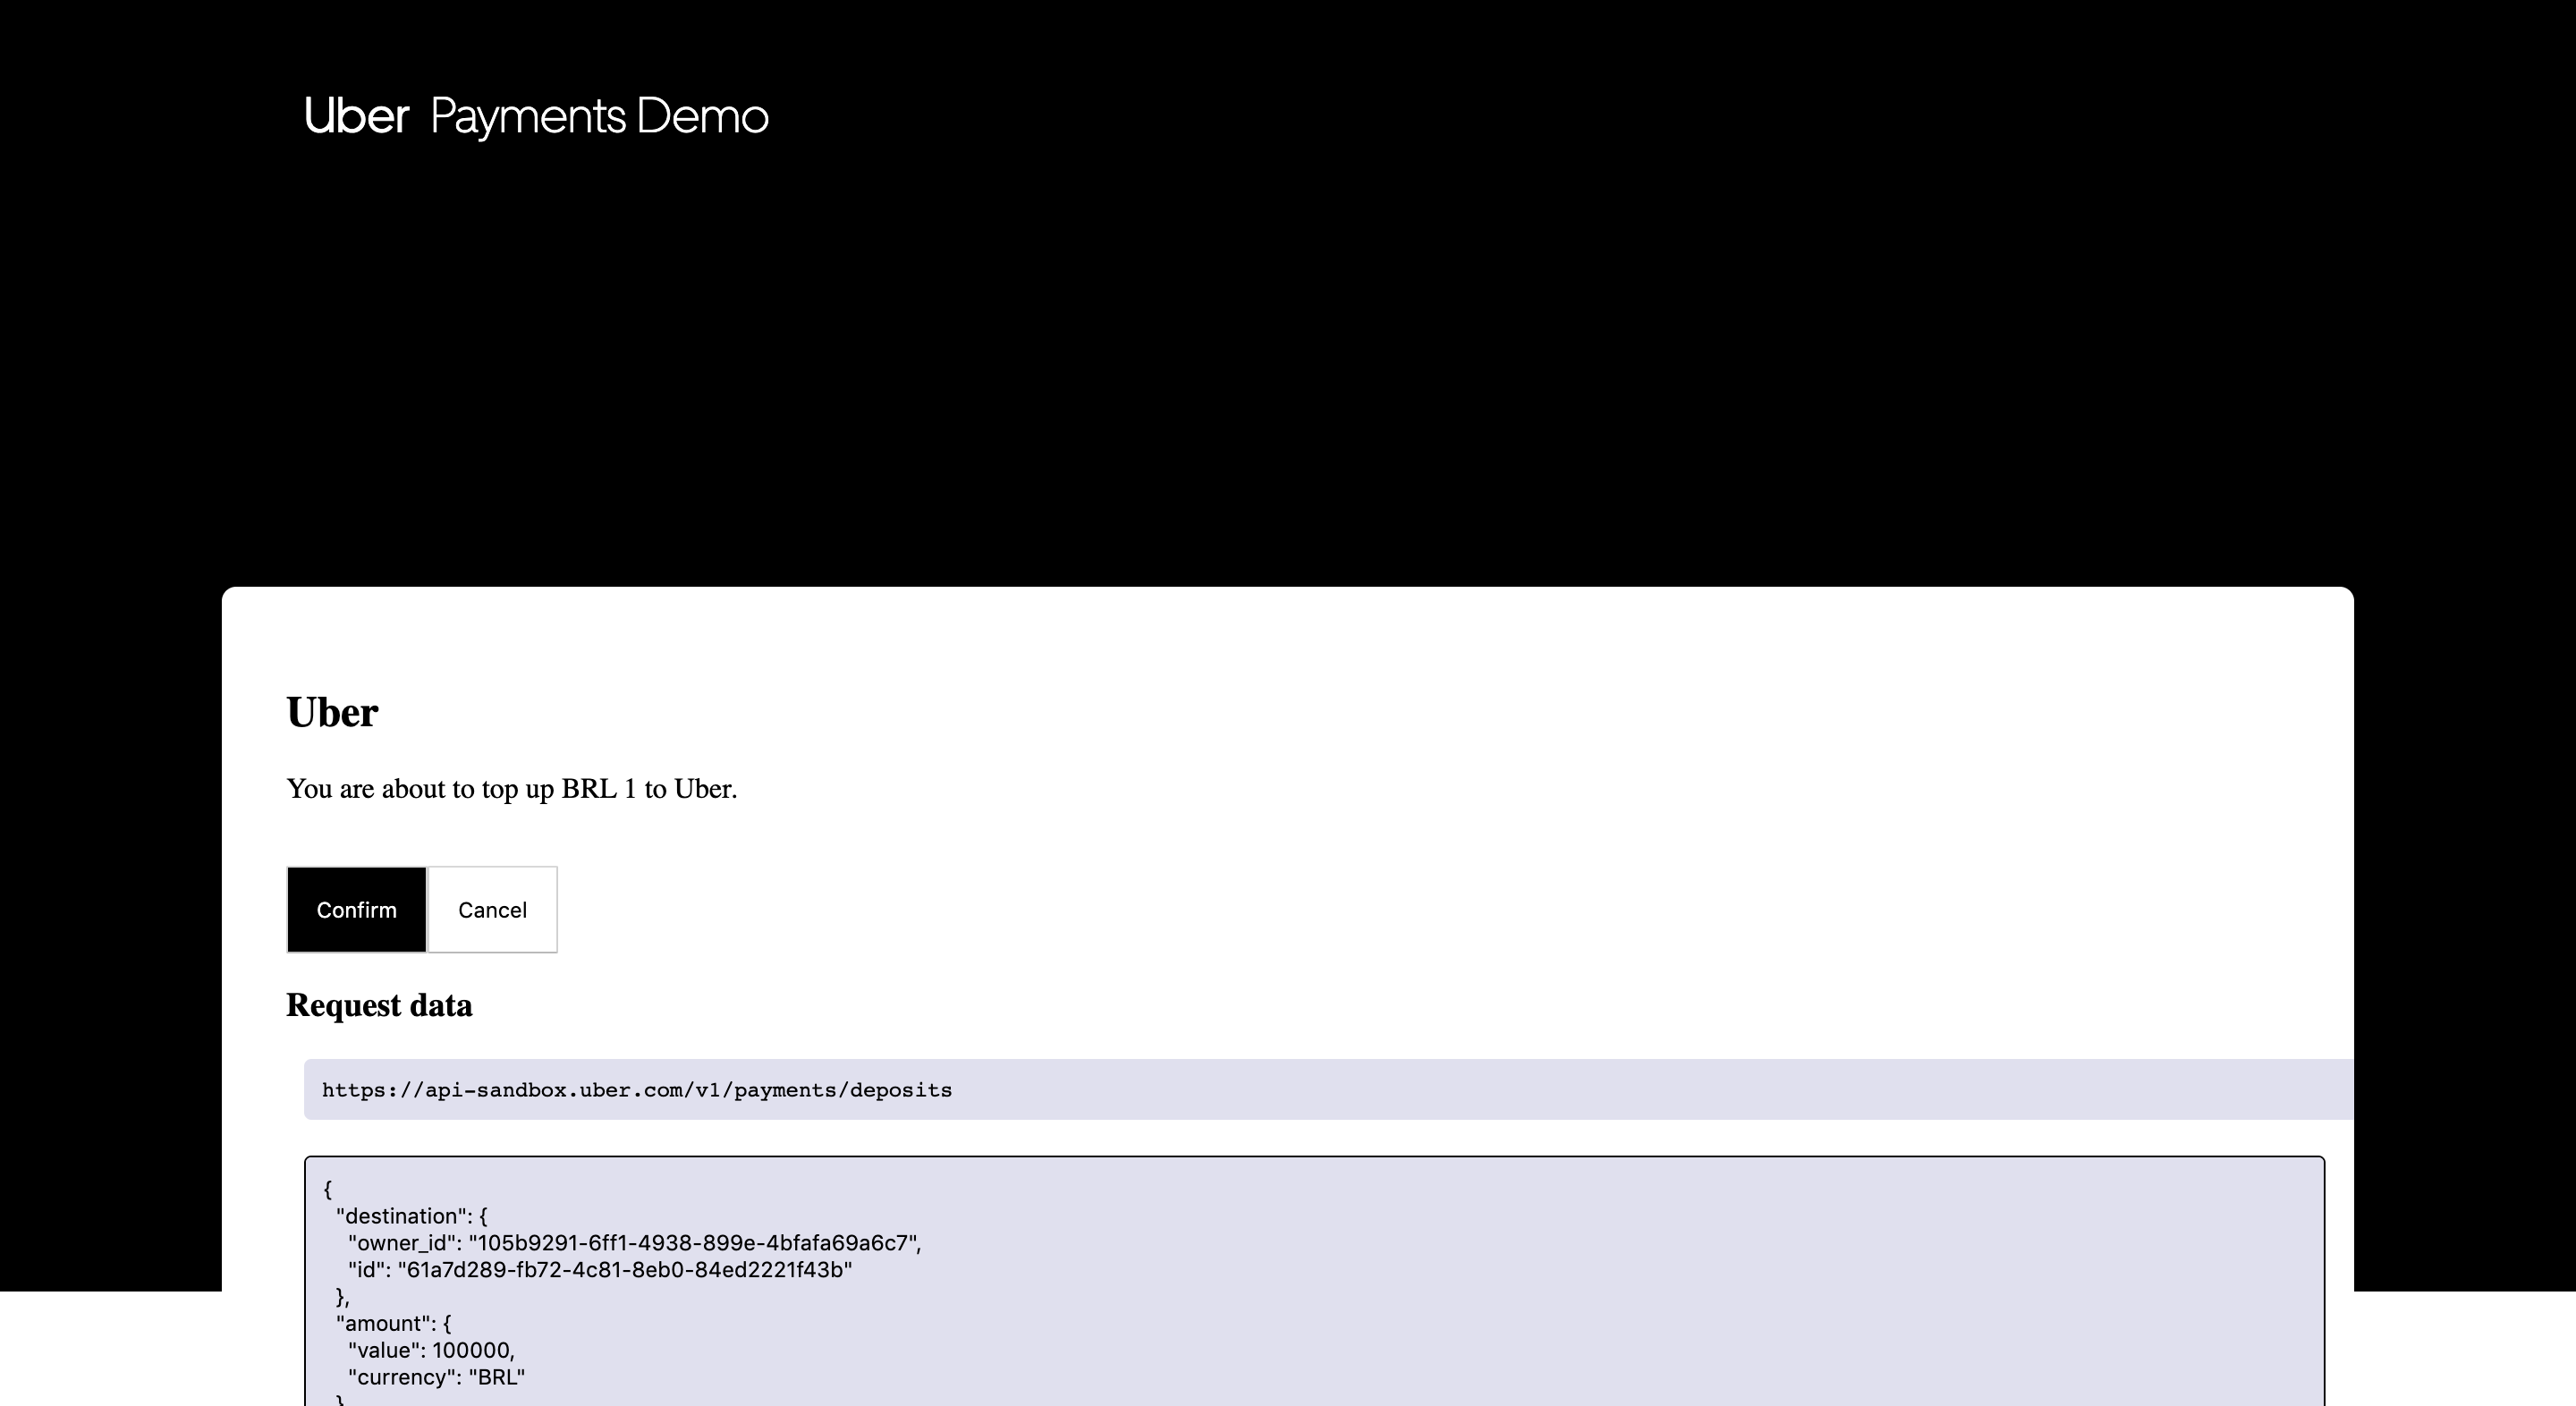 Uber Payments Demo
Uber
You are about to top up BRL 1 to Uber.
Confirm Cancel
Request data
https://api-sandbox.uber.com/v1/payments/deposits
{
"destination": {
"owner_id": "105b9291-6ff1-4938-899e-4bfafa69a6c7",
"id": "61a7d289-fb72-4c81-8eb0-84ed2221f43b"
},
"amount": {
"value": 100000,
"currency": "BRL"
}